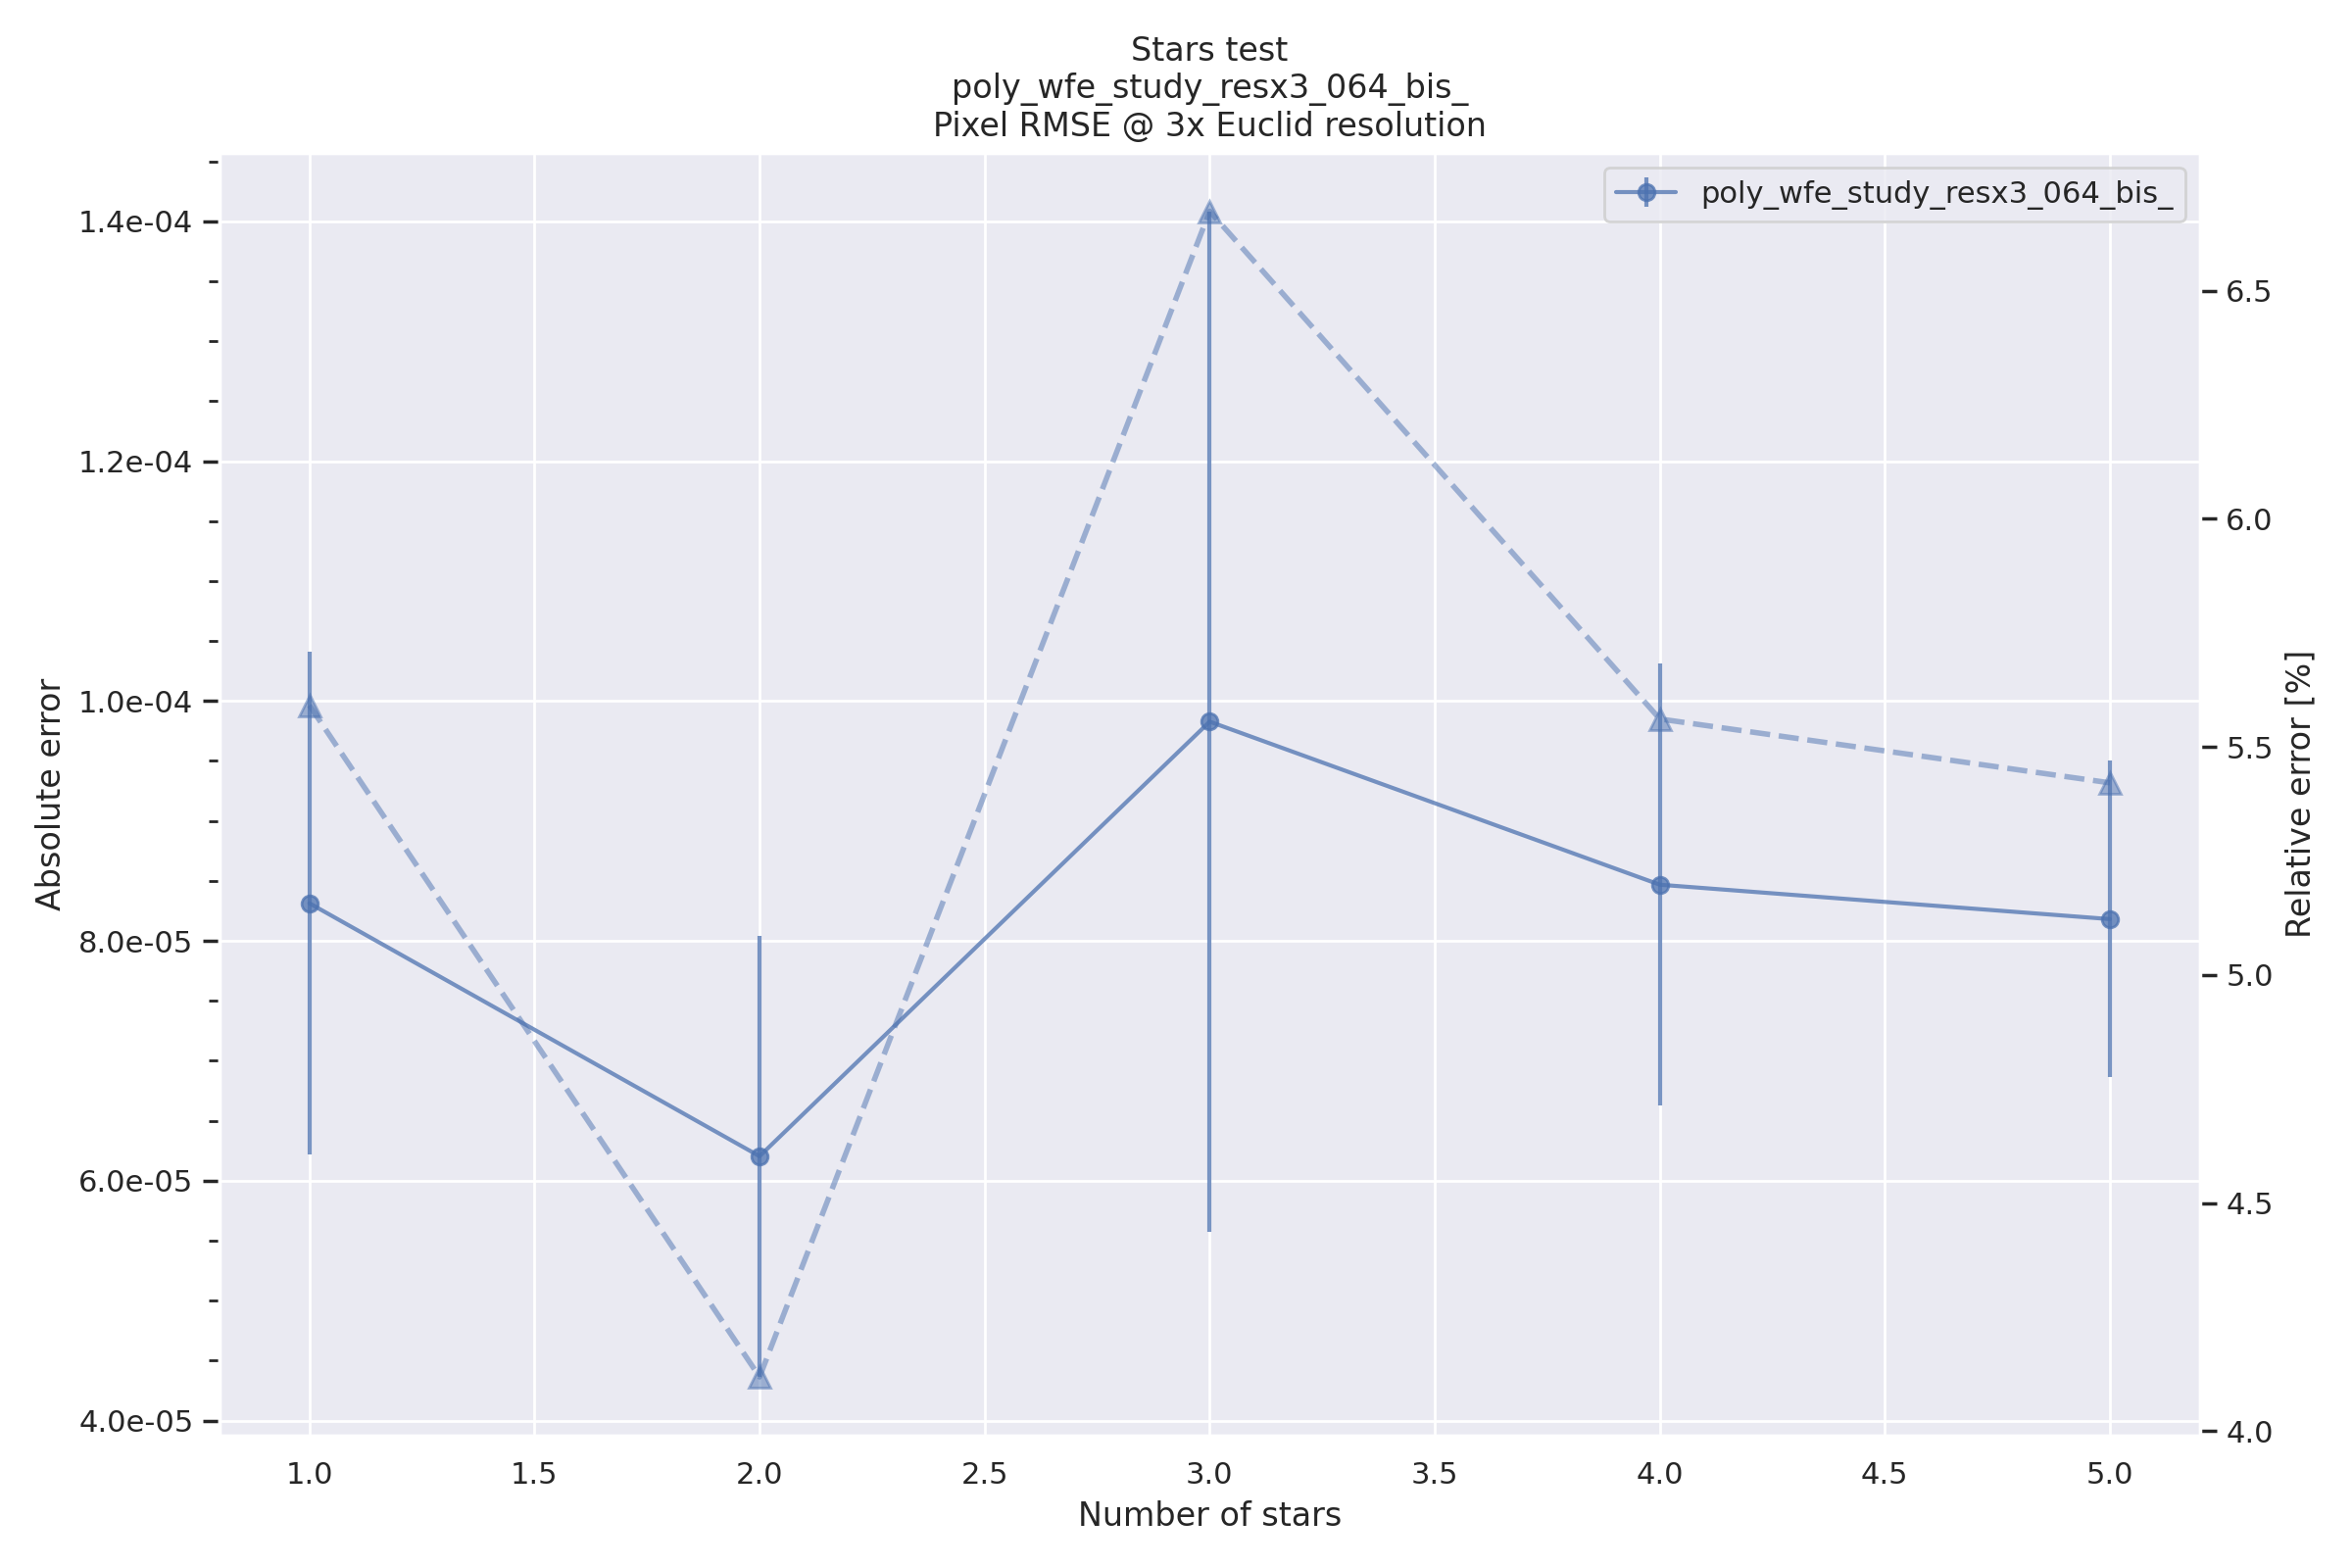 Stars test
poly_wfe_study_resx3_064_bis_
Pixel RMSE @ 3x Euclid resolution
poly_wfe_study_resx3_064_bis_
Absolute error
1.4e-04
1.2e-04
1.0e-04
8.0e-05
6.0e-05
4.0e-05
6.5
6.0
5.5
5.0
4.5
4.0
Relative error [%]
1.0 1.5 2.0 2.5 3.0 3.5 4.0 4.5 5.0
Number of stars